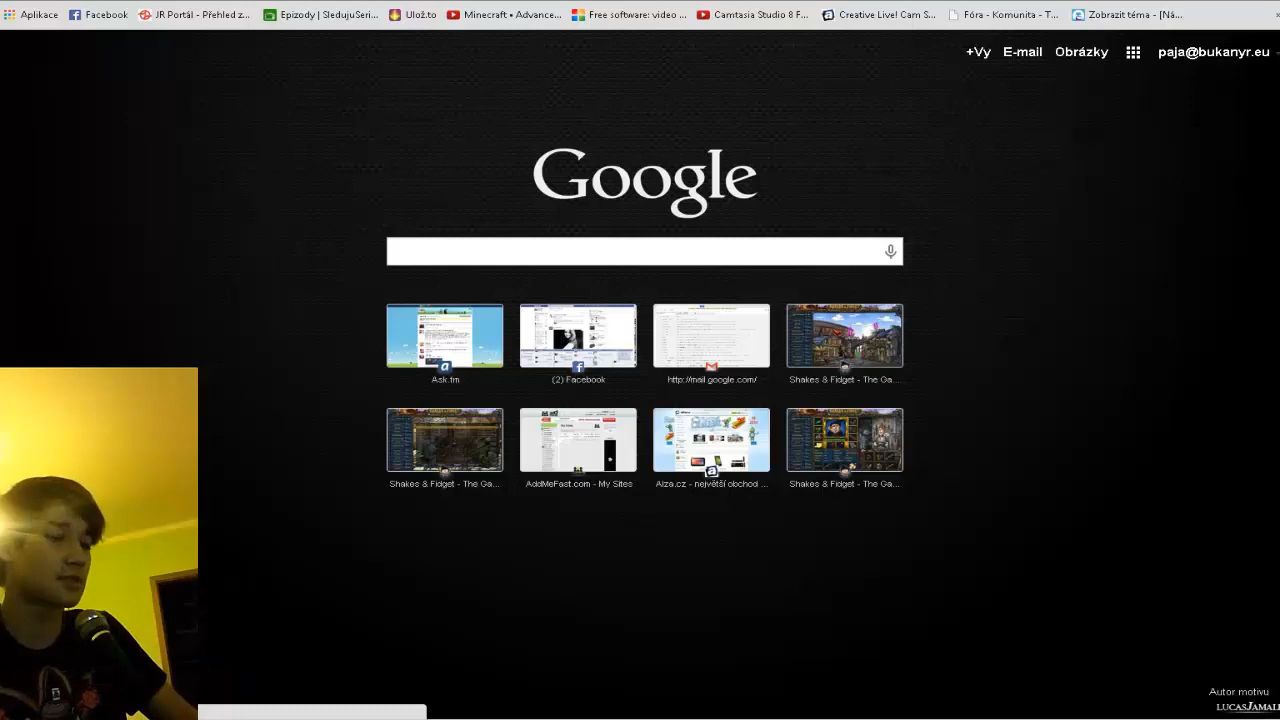 Aplikace Facebook JR Portál - Přehled z... Epizody | Sledující... Ulož.to Minecraft • Advance... Free software: video ... Camtasia Studio 8 F... Creative Live! Cam S... Fóra - Komunita - T... Zobrazit téma - [Ná...
+Vy E-mail Obrázky paja@bukanyr.eu
Google
Ask.fm (2) Facebook http://mail.google.com/ Shakes & Fidget - The Ga...
Shakes & Fidget - The Ga... AddMeFast.com - My Sites Alza.cz - největší obchod ... Shakes & Fidget - The Ga...
Autor motivu
LUCASJAMAL